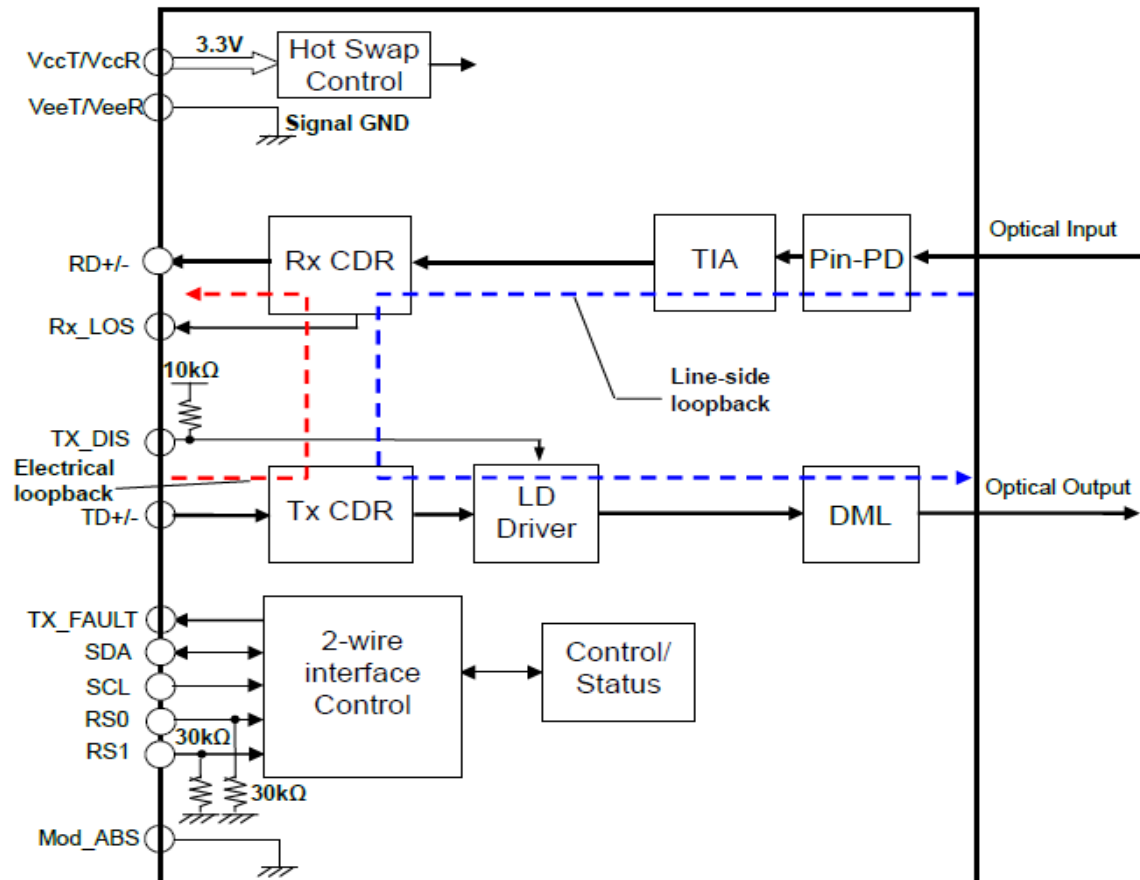 VccT/VccR
3.3V
Hot Swap
Control
VeeT/VeeR
Signal GND
Optical Input
RD+/-
Rx CDR
TIA
Pin-PD
Rx_LOS
10kΩ
Line-side
loopback
TX_DIS
Electrical
loopback
TD+/-
Tx CDR
LD
Driver
DML
Optical Output
TX_FAULT
SDA
SCL
RS0
RS1
2-wire
interface
Control
Control/
Status
30kΩ
30kΩ
Mod_ABS